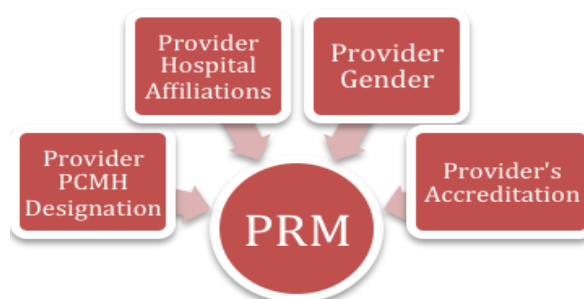 Provider
Hospital
Affiliations
Provider
Gender
Provider
PCMH
Designation
Provider's
Accreditation
PRM